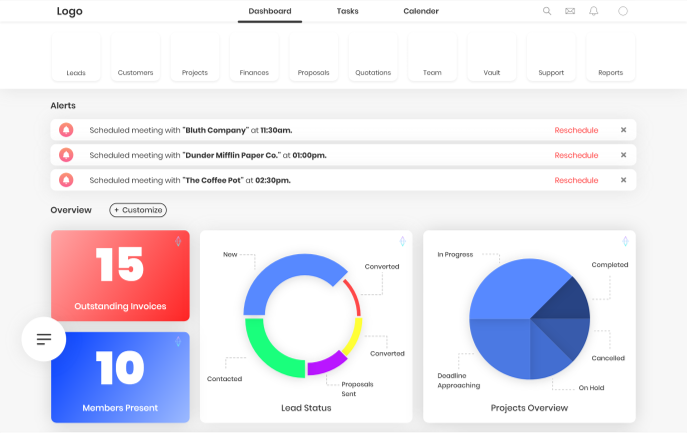 Logo
Dashboard
Tasks
Calender
Leads
Customers
Projects
Finances
Proposals
Quotations
Team
Vault
Support
Reports
Alerts
Scheduled meeting with "Bluth Company" at 11:30am.
Reschedule
Scheduled meeting with "Dunder Mifflin Paper Co." at 01:00pm.
Reschedule
Scheduled meeting with "The Coffee Pot" at 02:30pm.
Reschedule
Overview
+ Customize
15
Outstanding Invoices
10
Members Present
New
Converted
Converted
Contacted
Proposals
Sent
Lead Status
In Progress
Completed
Cancelled
Deadline
Approaching
On Hold
Projects Overview